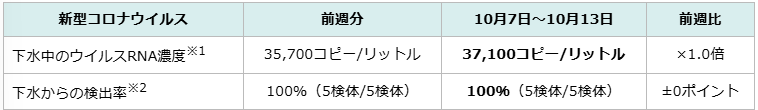 新型コロナウイルス 前週分 10月7日～10月13日 前週比
下水中のウイルスRNA濃度※1 35,700コピー/リットル 37,100コピー/リットル ×1.0倍
下水からの検出率※2 100%（5検体/5検体） 100%（5検体/5検体） ±0ポイント